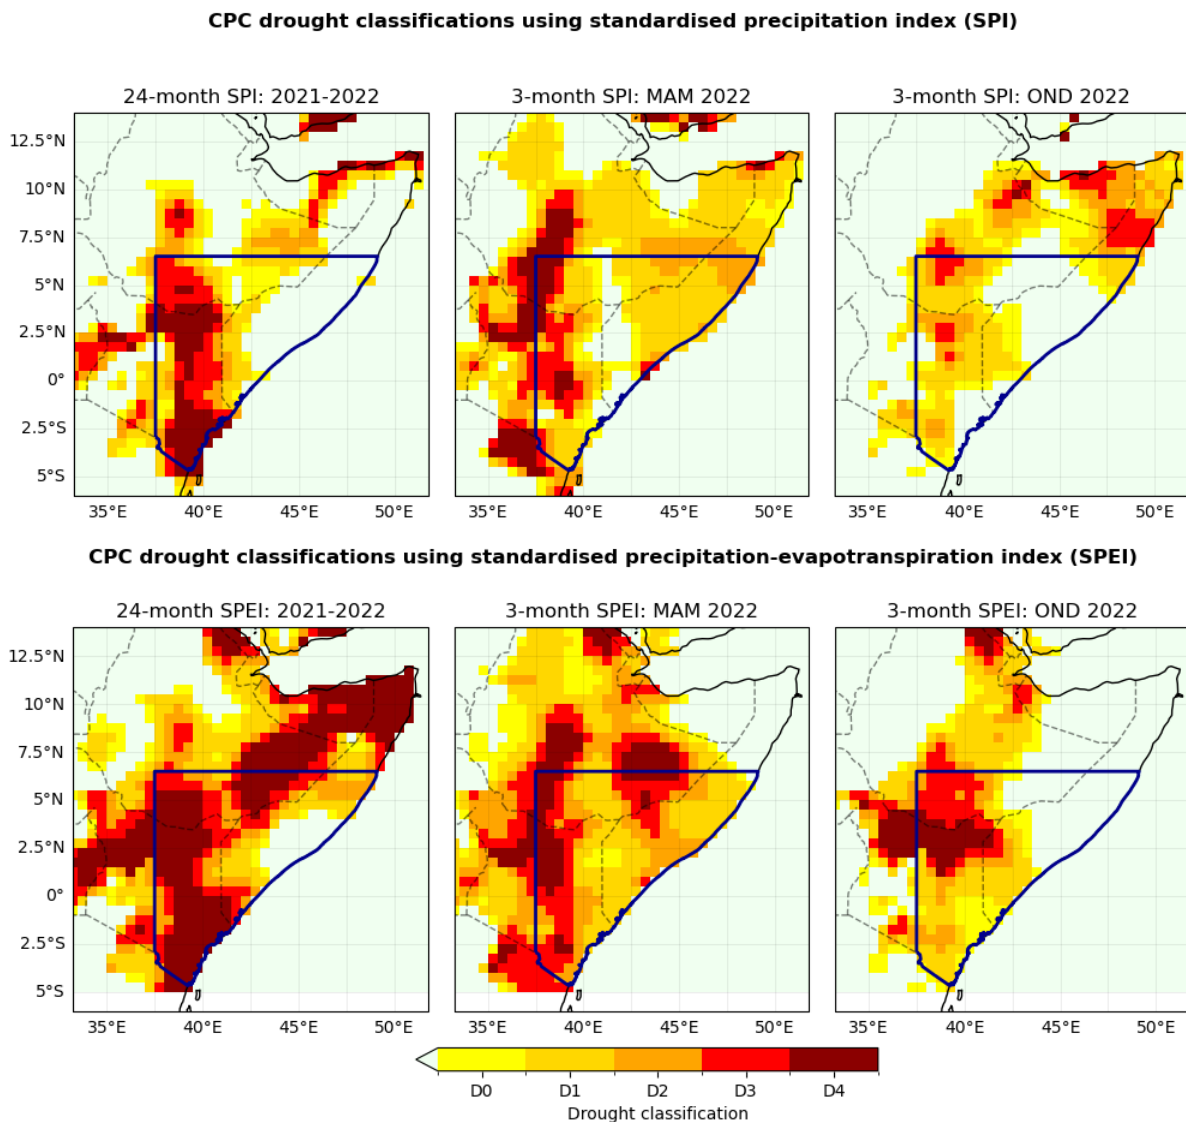 CPC drought classifications using standardised precipitation index (SPI)
24-month SPI: 2021-2022
3-month SPI: MAM 2022
3-month SPI: OND 2022
12.5°N
10°N
7.5°N
5°N
2.5°N
0°
2.5°S
5°S
35°E 40°E 45°E 50°E
35°E 40°E 45°E 50°E
35°E 40°E 45°E 50°E
CPC drought classifications using standardised precipitation-evapotranspiration index (SPEI)
24-month SPEI: 2021-2022
3-month SPEI: MAM 2022
3-month SPEI: OND 2022
12.5°N
10°N
7.5°N
5°N
2.5°N
0°
2.5°S
5°S
35°E 40°E 45°E 50°E
35°E 40°E 45°E 50°E
35°E 40°E 45°E 50°E
D0 D1 D2 D3 D4
Drought classification